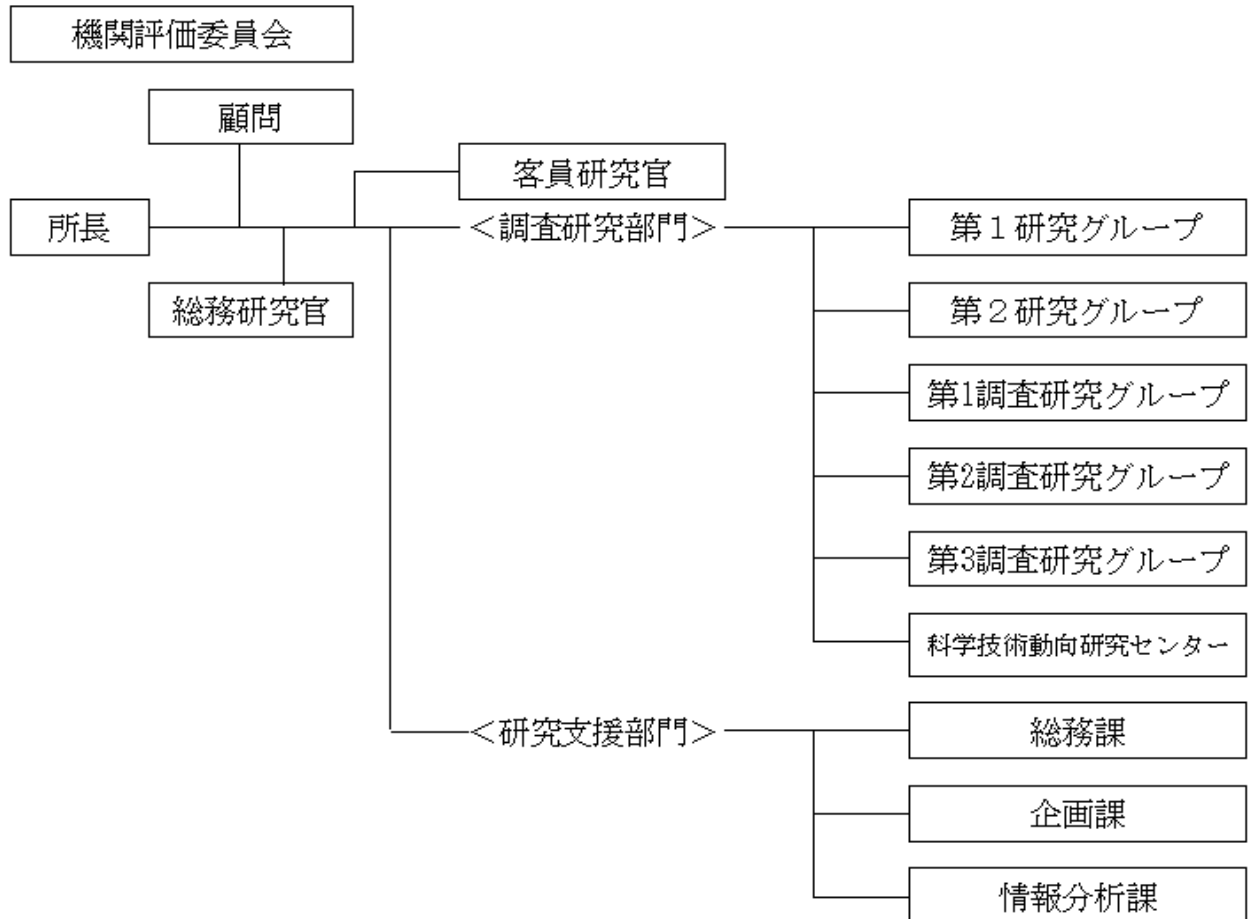 機関評価委員会
顧問
客員研究官
所長
＜調査研究部門＞
第１研究グループ
総務研究官
第２研究グループ
第1調査研究グループ
第2調査研究グループ
第3調査研究グループ
科学技術動向研究センター
＜研究支援部門＞
総務課
企画課
情報分析課